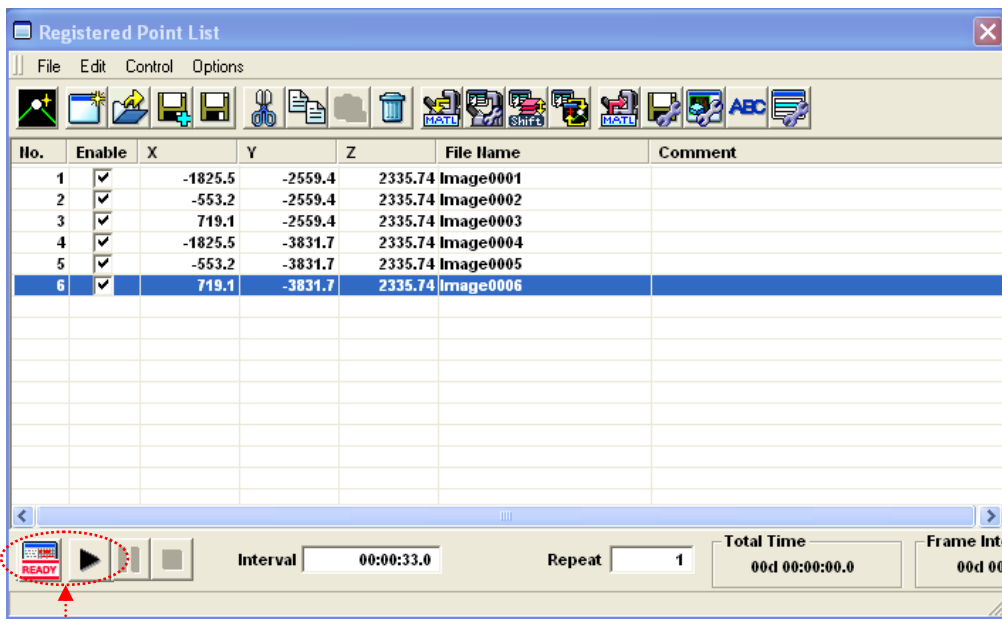 Registered Point List
File Edit Control Options
MATL Shift MATL ABC
No. Enable X Y Z File Name Comment
1 -1825.5 -2559.4 2335.74 Image0001
2 -553.2 -2559.4 2335.74 Image0002
3 719.1 -2559.4 2335.74 Image0003
4 -1825.5 -3831.7 2335.74 Image0004
5 -553.2 -3831.7 2335.74 Image0005
6 719.1 -3831.7 2335.74 Image0006
Total Time Frame Int
READY Interval 00:00:33.0 Repeat 1 00d 00:00:00.0 00d 00